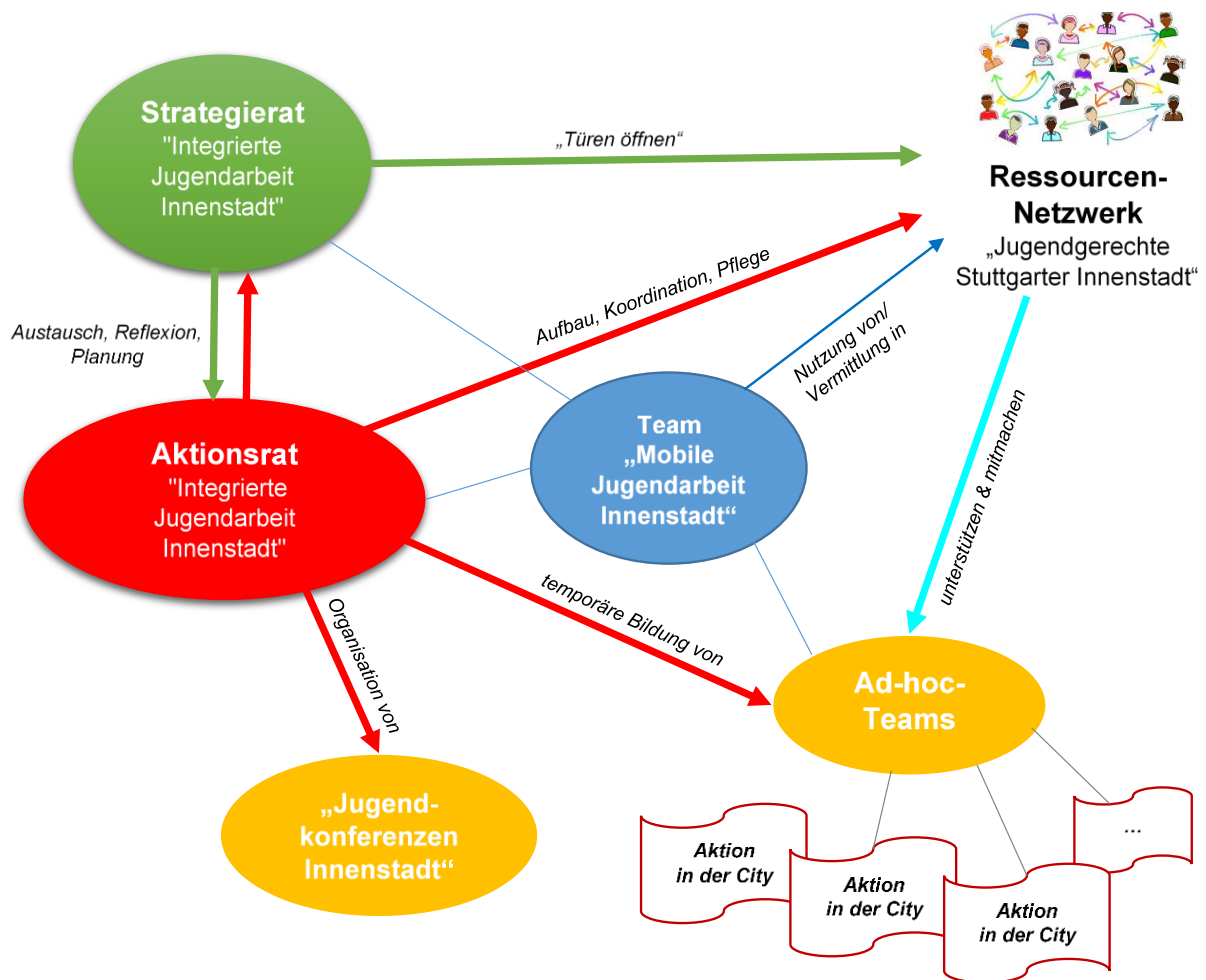 Strategierat
"Integrierte
Jugendarbeit
Innenstadt"
„Türen öffnen“
Ressourcen-
Netzwerk
„Jugendgerechte
Stuttgarter Innenstadt“
Austausch, Reflexion,
Planung
Aufbau, Koordination, Pflege
Nutzung von/
Vermittlung in
Aktionsrat
"Integrierte
Jugendarbeit
Innenstadt"
Team
„Mobile
Jugendarbeit
Innenstadt“
unterstützen & mitmachen
temporäre Bildung von
Organisation von
Ad-hoc-
Teams
„Jugend-
konferenzen
Innenstadt“
Aktion
in der City
Aktion
in der City
Aktion
in der City
...